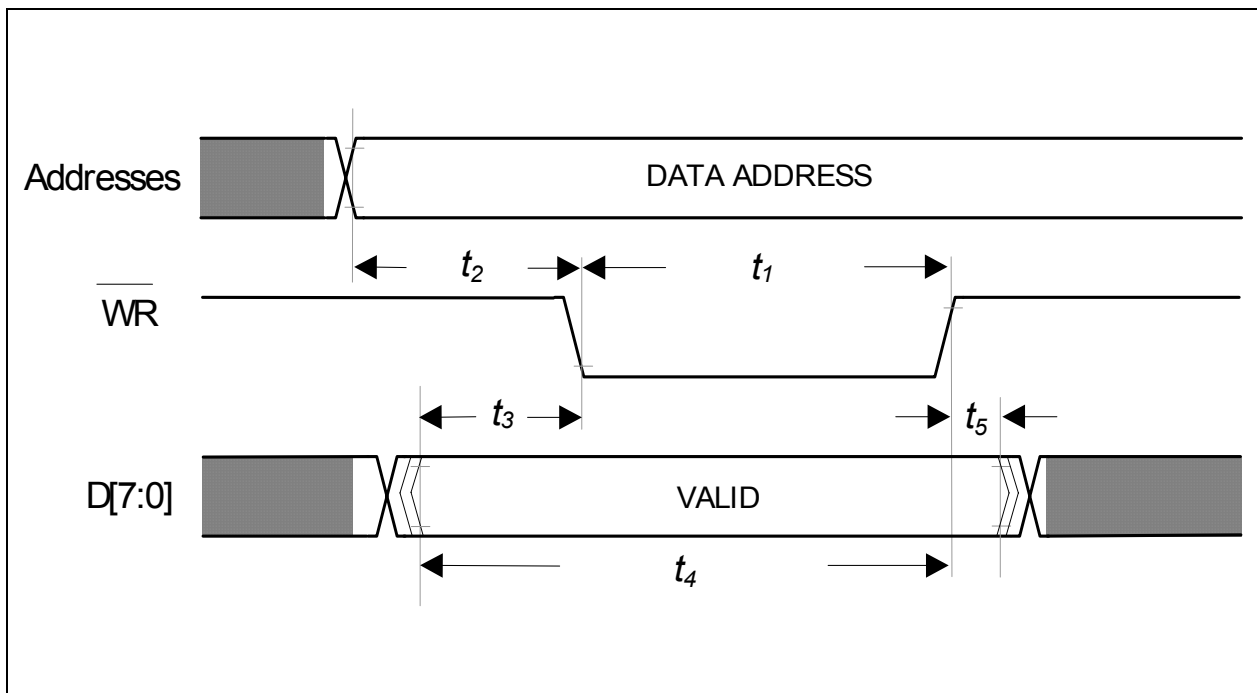 Addresses
DATA ADDRESS
t2
t1
WR
t3
t5
D[7:0]
VALID
t4